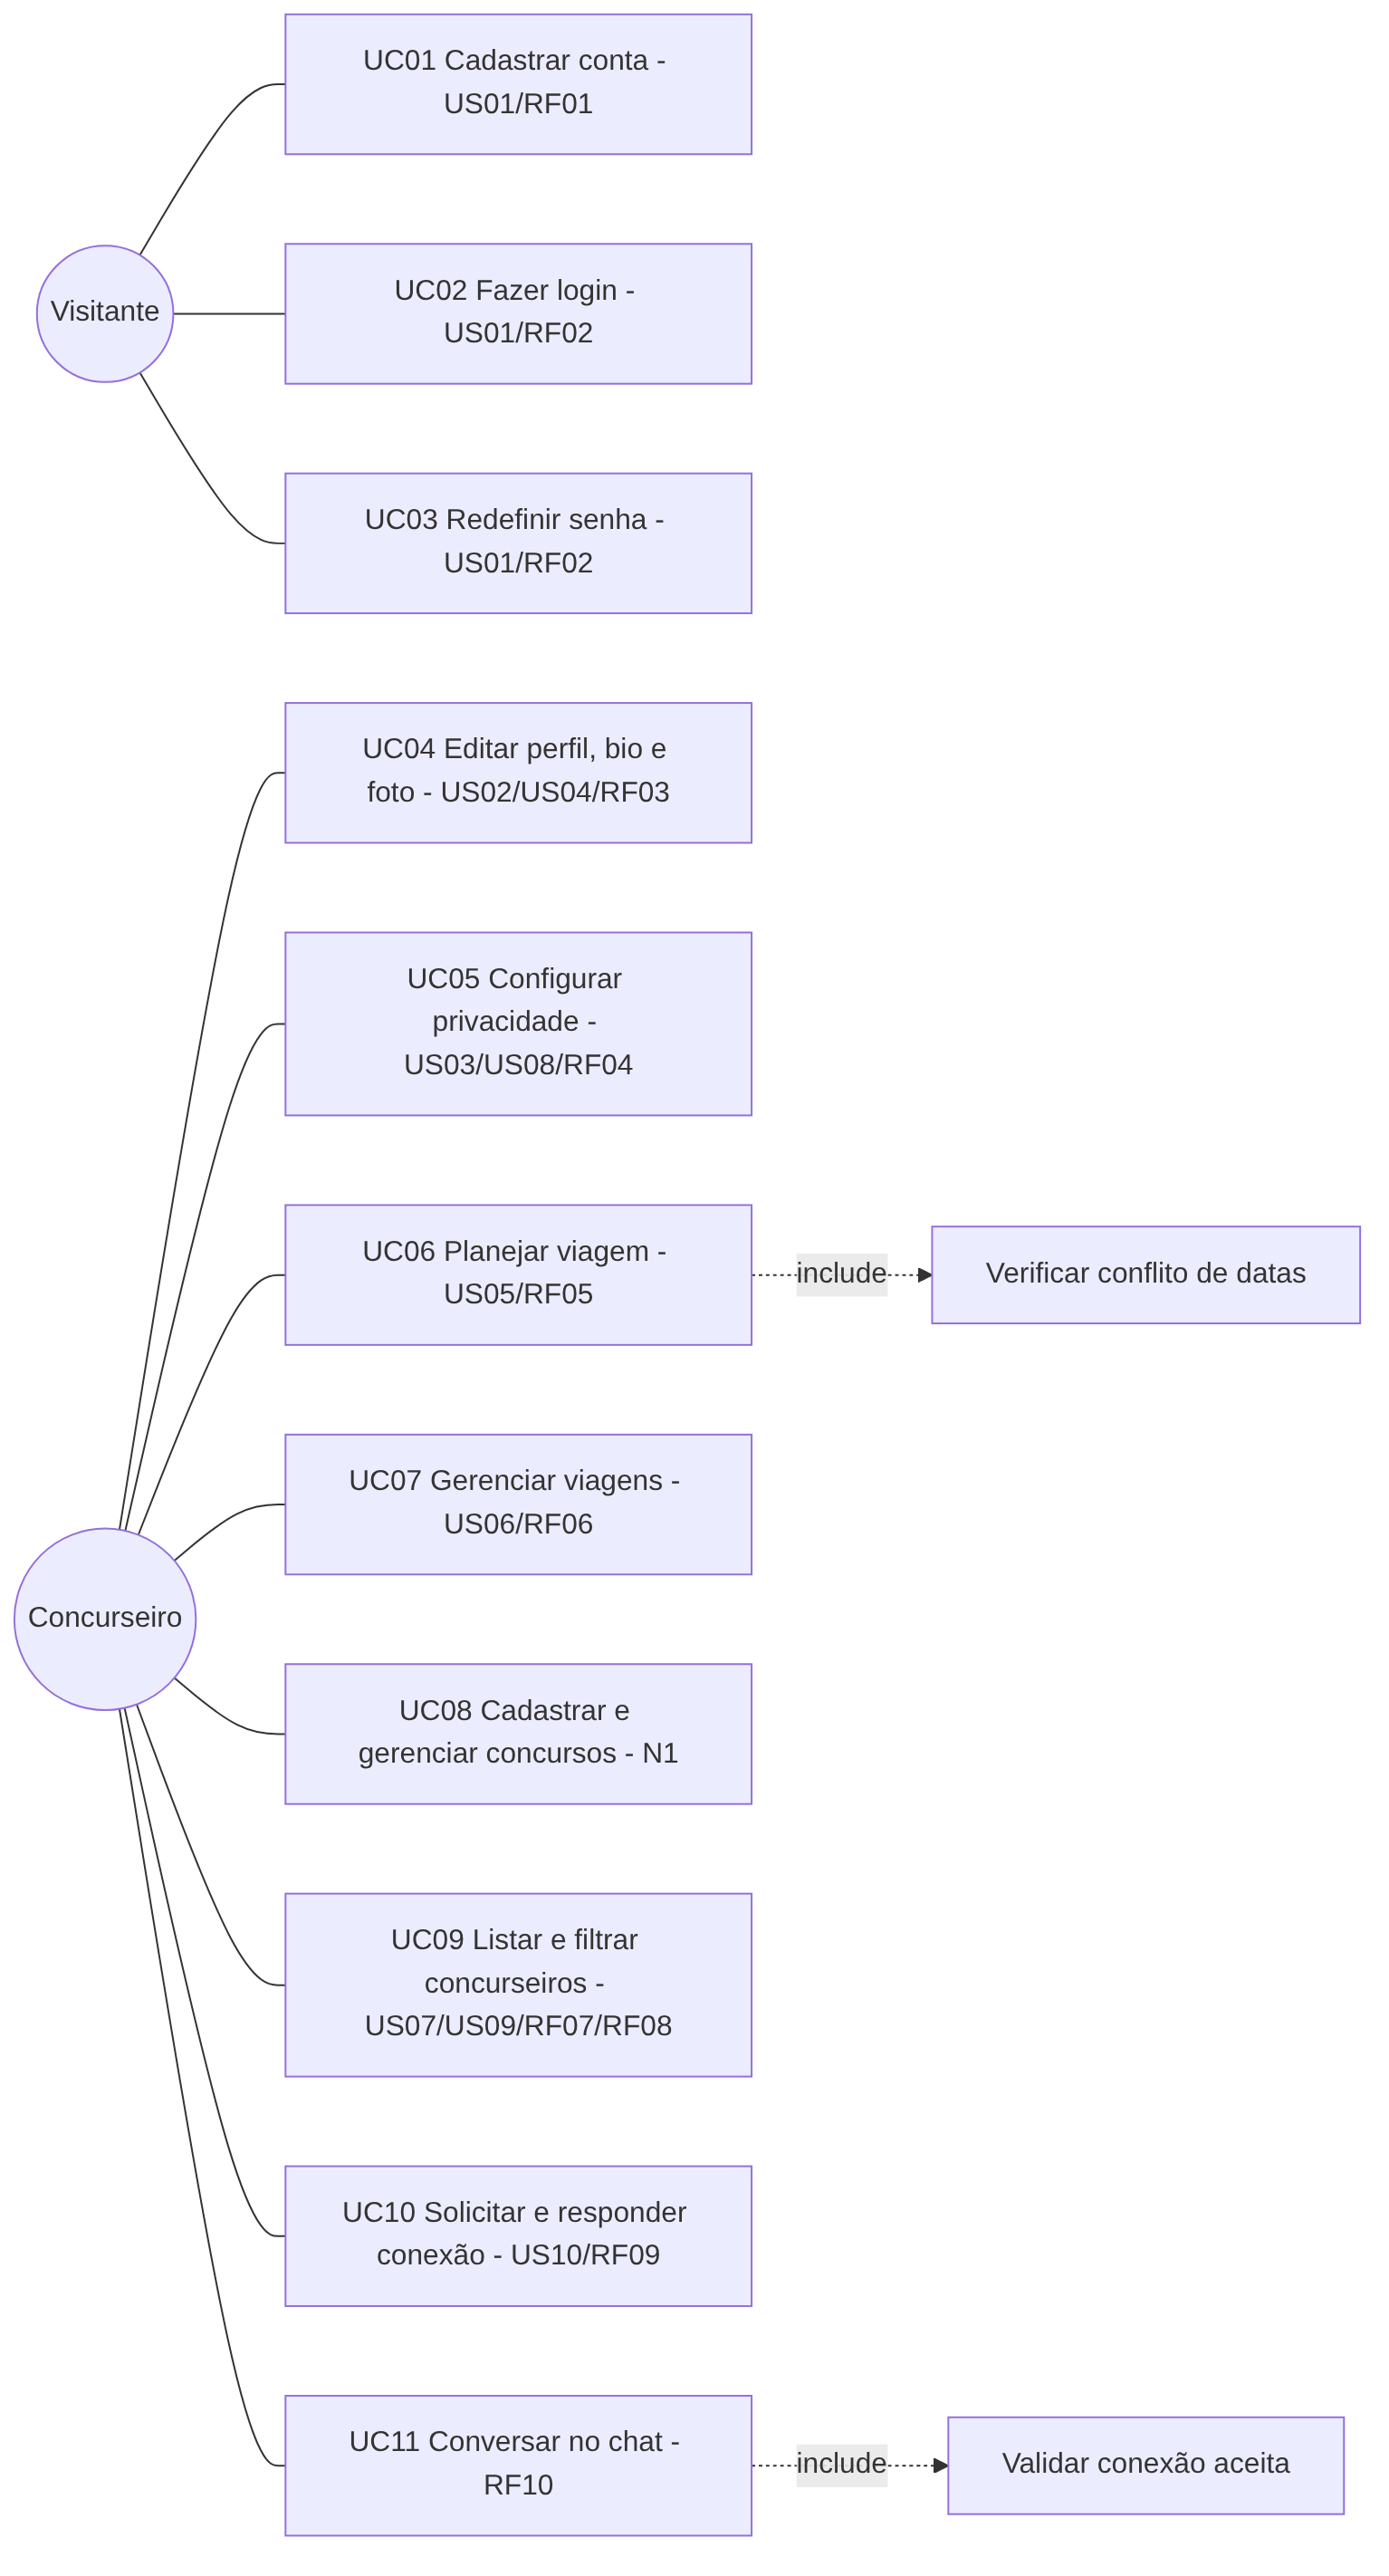 UC01 Cadastrar conta -
US01/RF01
Visitante
UC02 Fazer login -
US01/RF02
UC03 Redefinir senha -
US01/RF02
UC04 Editar perfil, bio e
foto - US02/US04/RF03
UC05 Configurar
privacidade -
US03/US08/RF04
UC06 Planejar viagem -
US05/RF05
include
Verificar conflito de datas
UC07 Gerenciar viagens -
US06/RF06
Concurseiro
UC08 Cadastrar e
gerenciar concursos - N1
UC09 Listar e filtrar
concurseiros -
US07/US09/RF07/RF08
UC10 Solicitar e responder
conexão - US10/RF09
UC11 Conversar no chat -
RF10
include
Validar conexão aceita